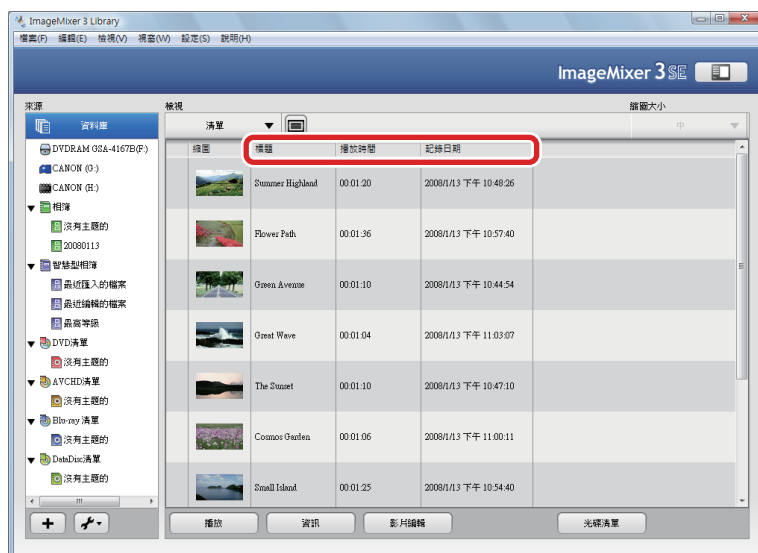 ImageMixer 3 Library
檔案(F) 編輯(E) 檢視(V) 視窗(W) 設定(S) 說明(H)
ImageMixer 3 SE
來源
資料庫
DVDRAM GSA-4167B(F:)
CANON (G:)
CANON (H:)
相簿
沒有主題的
20080113
智慧型相簿
最近匯入的檔案
最近編輯的檔案
最高等級
DVD清單
沒有主題的
AVCHD清單
沒有主題的
Blu-ray 清單
沒有主題的
DataDisc清單
沒有主題的
檢視
縮圖大小
清單
中
縮圖 標題 播放時間 記錄日期
Summer Highland 00:01:20 2008/1/13 下午 10:48:26
Flower Path 00:01:36 2008/1/13 下午 10:57:40
Green Avenue 00:01:10 2008/1/13 下午 10:44:54
Great Wave 00:01:04 2008/1/13 下午 11:03:07
The Sunset 00:01:10 2008/1/13 下午 10:47:10
Cosmos Garden 00:01:06 2008/1/13 下午 11:00:11
Small Island 00:01:25 2008/1/13 下午 10:54:40
播放 資訊 影片編輯 光碟清單